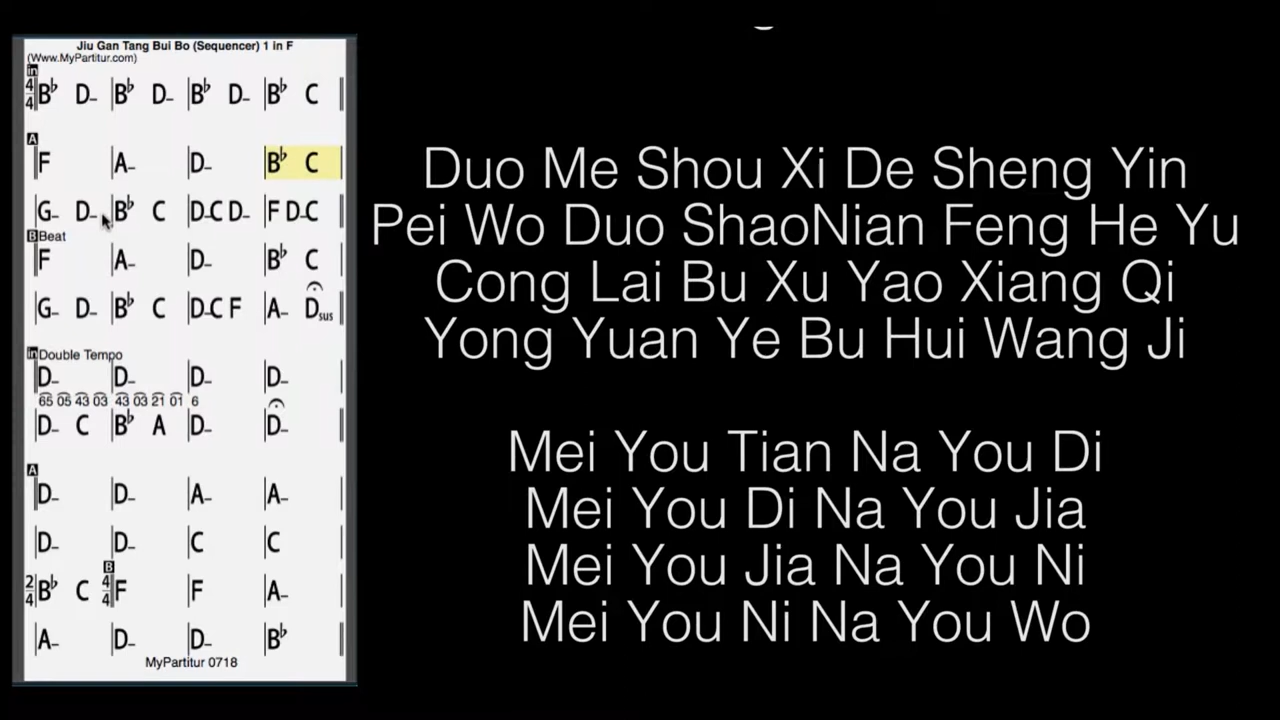 Jiu Gan Tang Bui Bo (Sequencer) 1 in F
(Www.MyPartitur.com)
in
4/4 B♭ D- B♭ D- B♭ D- B♭ C
A
F A- D- B♭ C
G- D- B♭ C D-C D- F D-C
B Beat
F A- D- B♭ C
G- D- B♭ C D-C F A- Dsus
in Double Tempo
D- D- D- D-
65 05 43 03 43 03 21 01 6
D- C B♭ A D- D-
A
D- D- A- A-
D- D- C C
B
2/4 B♭ C 4/4 F F A-
A- D- D- B♭
MyPartitur 0718
Duo Me Shou Xi De Sheng Yin
Pei Wo Duo ShaoNian Feng He Yu
Cong Lai Bu Xu Yao Xiang Qi
Yong Yuan Ye Bu Hui Wang Ji
Mei You Tian Na You Di
Mei You Di Na You Jia
Mei You Jia Na You Ni
Mei You Ni Na You Wo